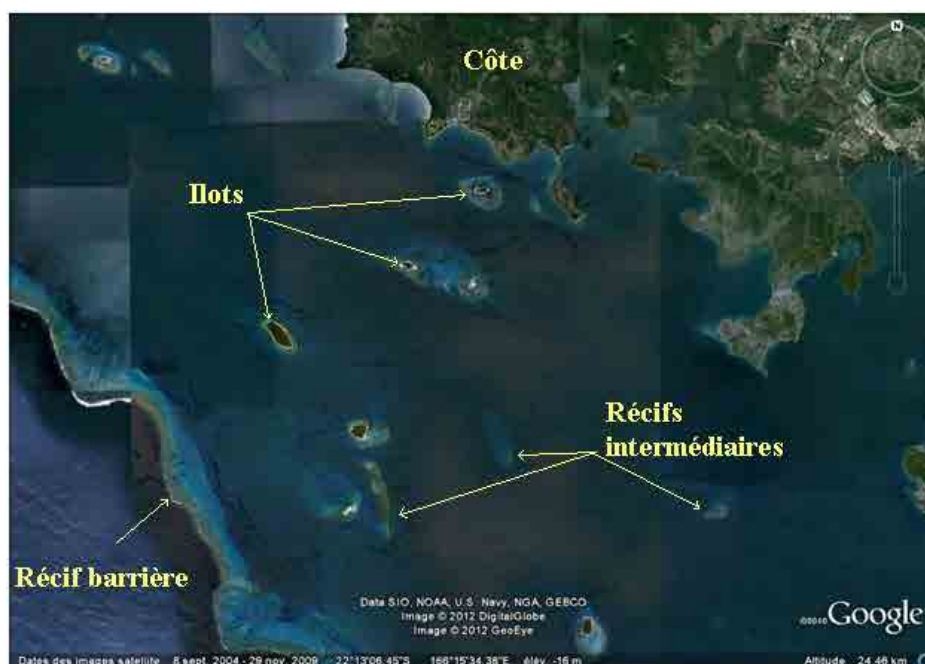 N
Côte
Ilots
Récifs
intermédiaires
Récif barrière
Data SIO, NOAA, U.S. Navy, NGA, GEBCO
Image © 2012 DigitalGlobe
Image © 2012 GeoEye
©2010 Google
Dates des images satellite 8 sept. 2004 - 29 nov. 2009 22°13'06.45"S 166°15'34.38"E élév. -16 m Altitude 24.46 km